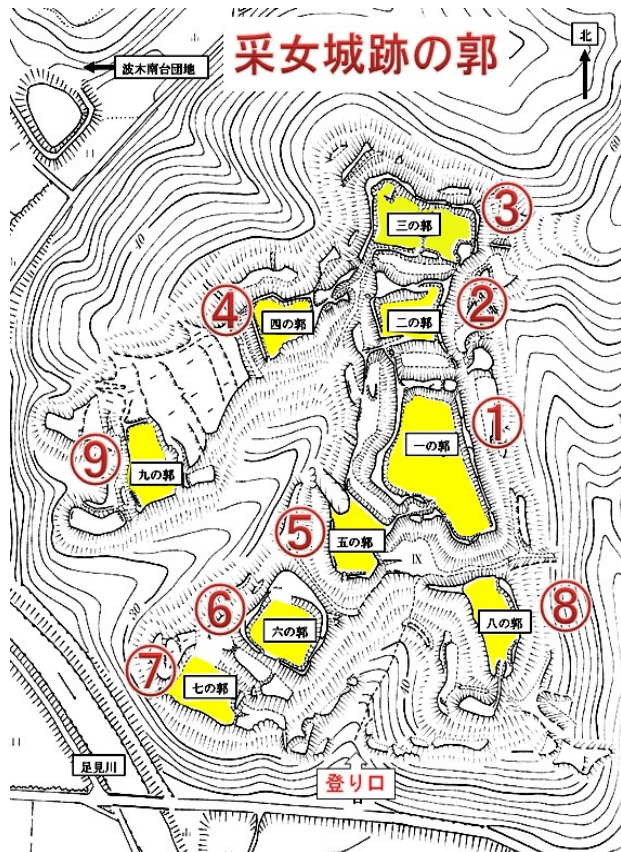 采女城跡の郭
北
波木南台団地
三の郭
③
二の郭
②
四の郭
④
一の郭
①
九の郭
⑨
五の郭
⑤
IX
八の郭
⑧
六の郭
⑥
七の郭
⑦
足見川
登り口